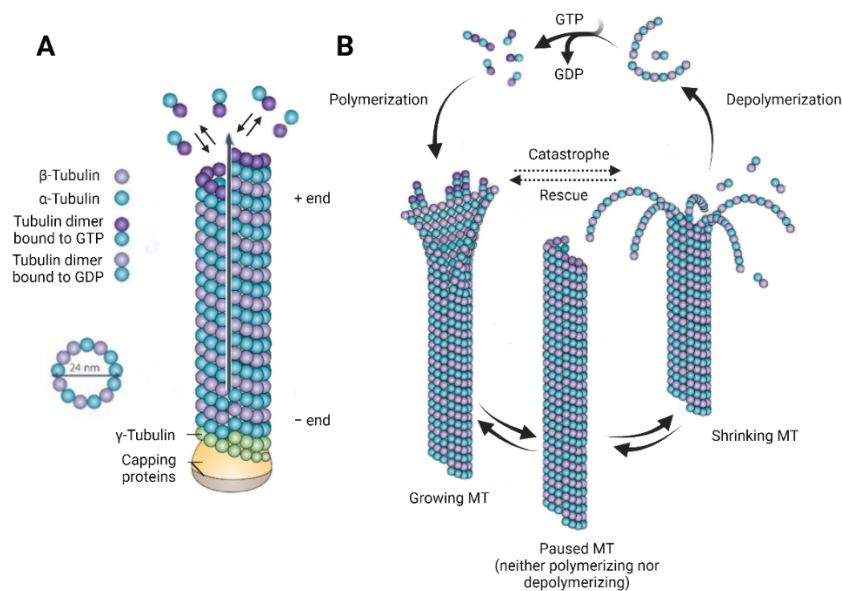 A
β-Tubulin
α-Tubulin
Tubulin dimer
bound to GTP
Tubulin dimer
bound to GDP
+ end
24 nm
− end
γ-Tubulin
Capping
proteins
B
GTP
GDP
Polymerization
Depolymerization
Catastrophe
Rescue
Growing MT
Shrinking MT
Paused MT
(neither polymerizing nor
depolymerizing)